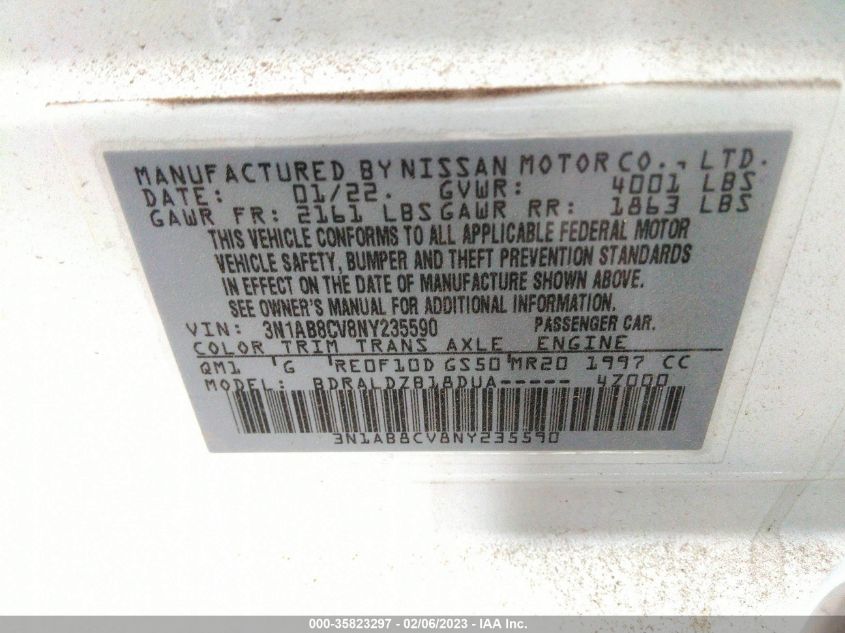 MANUFACTURED BY NISSAN MOTOR CO., LTD.
DATE: 01/22. GVWR: 4001 LBS
GAWR FR: 2161 LBS GAWR RR: 1863 LBS
THIS VEHICLE CONFORMS TO ALL APPLICABLE FEDERAL MOTOR
VEHICLE SAFETY, BUMPER AND THEFT PREVENTION STANDARDS
IN EFFECT ON THE DATE OF MANUFACTURE SHOWN ABOVE.
SEE OWNER'S MANUAL FOR ADDITIONAL INFORMATION.
VIN: 3N1AB8CV8NY235590 PASSENGER CAR.
COLOR TRIM TRANS AXLE ENGINE
QM1 G RE0F10D GS50 MR20 1997 CC
MODEL: BDRALDZB18DUA----- 4Z000
3N1AB8CV8NY235590
000-35823297 - 02/06/2023 - IAA Inc.